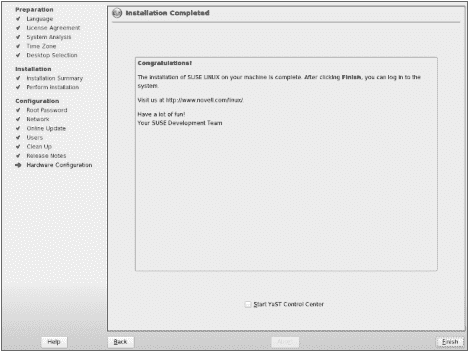 Preparation
Language
License Agreement
System Analysis
Time Zone
Desktop Selection
Installation
Installation Summary
Perform Installation
Configuration
Root Password
Network
Online Update
Users
Clean Up
Release Notes
Hardware Configuration
Installation Completed
Congratulations!
The installation of SUSE LINUX on your machine is complete. After clicking Finish, you can log in to the
system.
Visit us at http://www.novell.com/linux/.
Have a lot of fun!
Your SUSE Development Team
Start YaST Control Center
Help
Back
Abort
Finish